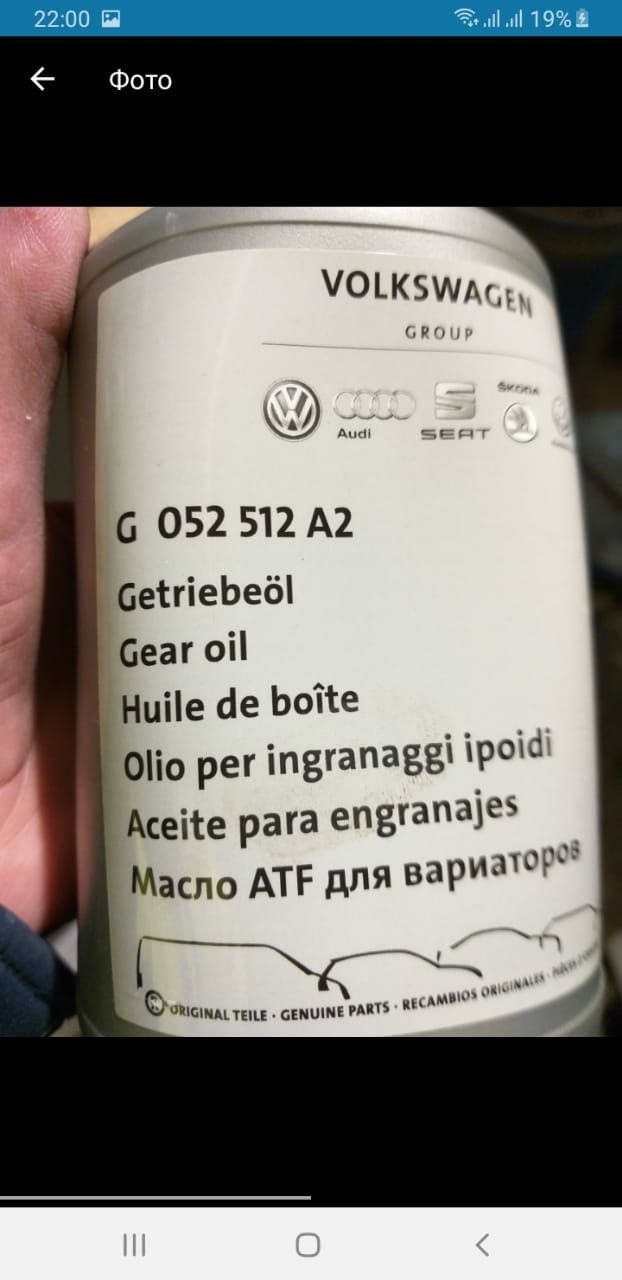 22:00
19%
Фото
VOLKSWAGEN
GROUP
Audi
SEAT
ŠKODA
G 052 512 A2
Getriebeöl
Gear oil
Huile de boîte
Olio per ingranaggi ipoidi
Aceite para engranajes
Масло ATF для вариаторов
ORIGINAL TEILE · GENUINE PARTS · RECAMBIOS ORIGINALES ·